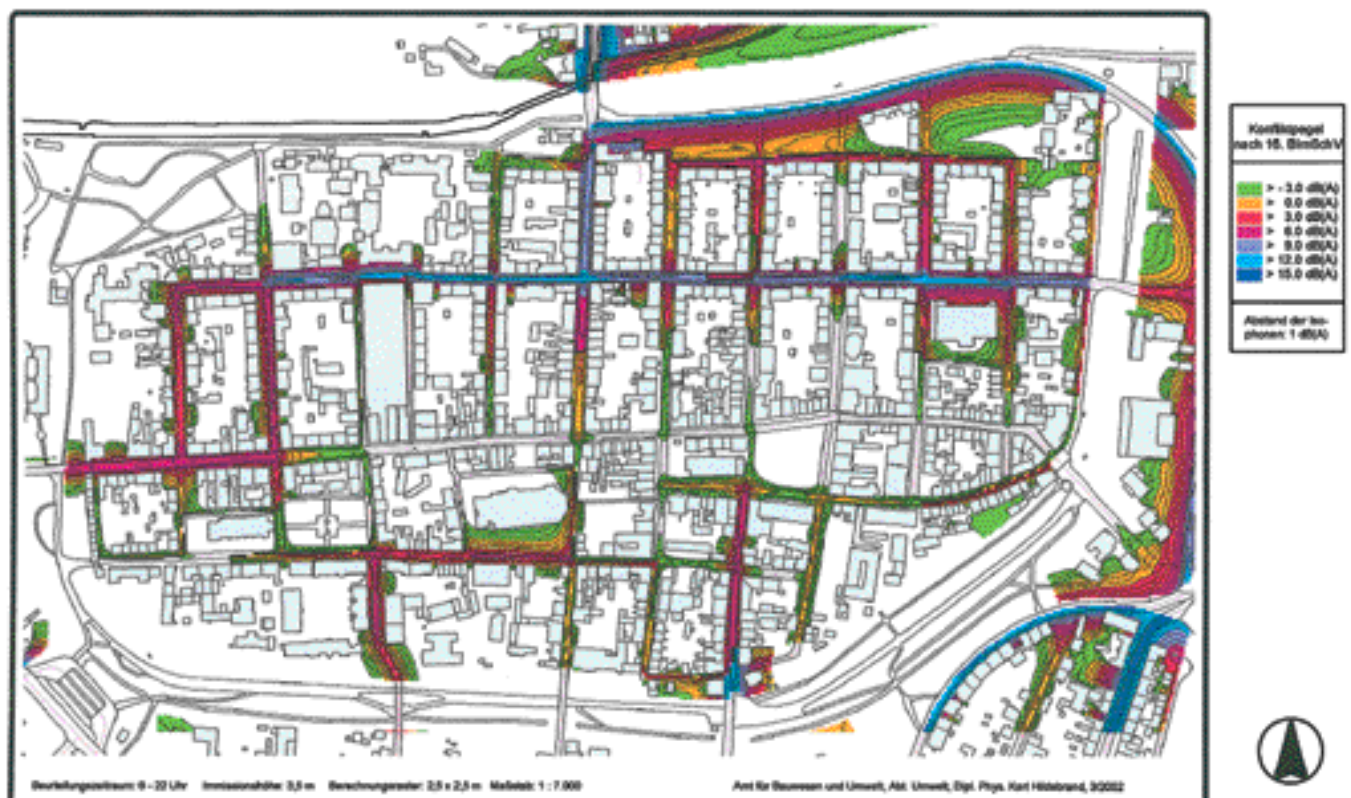 Konfliktpegel
nach 16. BImSchV
> - 3.0 dB(A)
> 0.0 dB(A)
> 3.0 dB(A)
> 6.0 dB(A)
> 9.0 dB(A)
> 12.0 dB(A)
> 15.0 dB(A)
Abstand der Iso-
phonen: 1 dB(A)
Beurteilungszeitraum: 6 - 22 Uhr Immissionshöhe: 3,5 m Berechnungsraster: 2,5 x 2,5 m Maßstab: 1 : 7.000
Amt für Bauwesen und Umwelt, Abt. Umwelt, Dipl. Phys. Karl Hildebrand, 3/2002